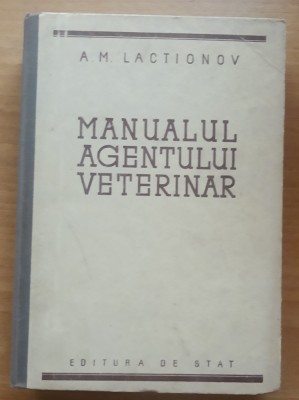 A. M. LACTIONOV
MANUALUL
AGENTULUI
VETERINAR
EDITURA DE STAT